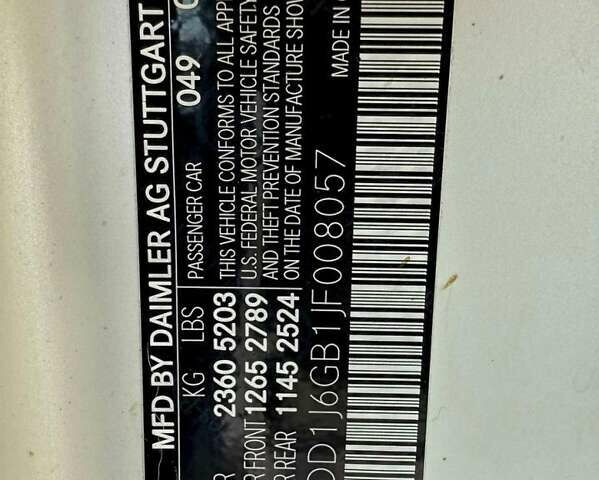 MFD BY DAIMLER AG STUTTGART
KG LBS PASSENGER CAR 049
2360 5203 THIS VEHICLE CONFORMS TO ALL
FRONT 1265 2789 U.S. FEDERAL MOTOR VEHICLE SAFETY
REAR 1145 2524 AND THEFT PREVENTION STANDARDS
ON THE DATE OF MANUFACTURE SHOW
DD1J6GB1JF008057 MADE IN